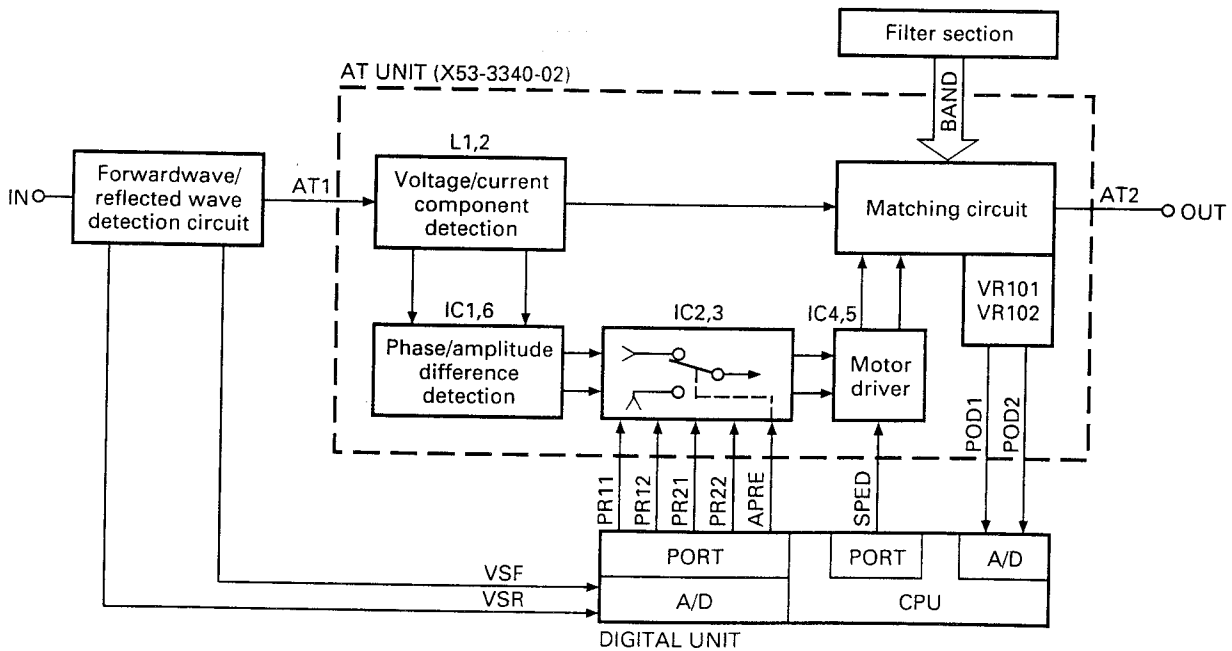 Filter section
AT UNIT (X53-3340-02)
BAND
L1,2
Forwardwave/
reflected wave
detection circuit
IN
AT1
Voltage/current
component
detection
Matching circuit
AT2
OUT
VR101
VR102
IC1,6
IC2,3
IC4,5
Phase/amplitude
difference
detection
Motor
driver
POD1
POD2
PR11
PR12
PR21
PR22
APRE
SPED
PORT
PORT
A/D
VSF
VSR
A/D
CPU
DIGITAL UNIT